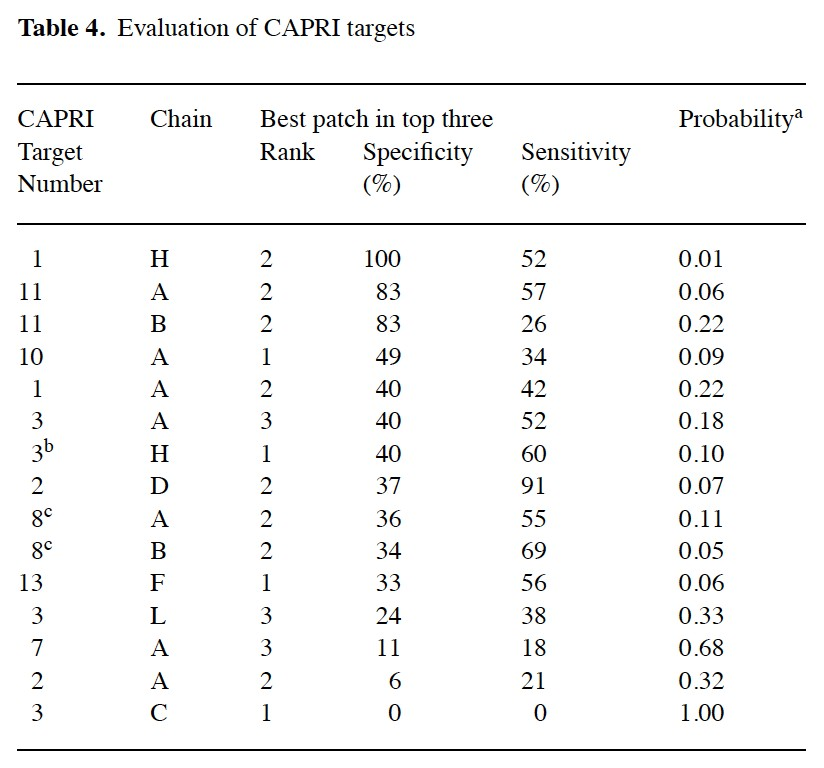 Table 4. Evaluation of CAPRI targets
CAPRI Chain Best patch in top three Probabilityᵃ
Target Rank Specificity Sensitivity
Number (%) (%)
1 H 2 100 52 0.01
11 A 2 83 57 0.06
11 B 2 83 26 0.22
10 A 1 49 34 0.09
1 A 2 40 42 0.22
3 A 3 40 52 0.18
3ᵇ H 1 40 60 0.10
2 D 2 37 91 0.07
8ᶜ A 2 36 55 0.11
8ᶜ B 2 34 69 0.05
13 F 1 33 56 0.06
3 L 3 24 38 0.33
7 A 3 11 18 0.68
2 A 2 6 21 0.32
3 C 1 0 0 1.00